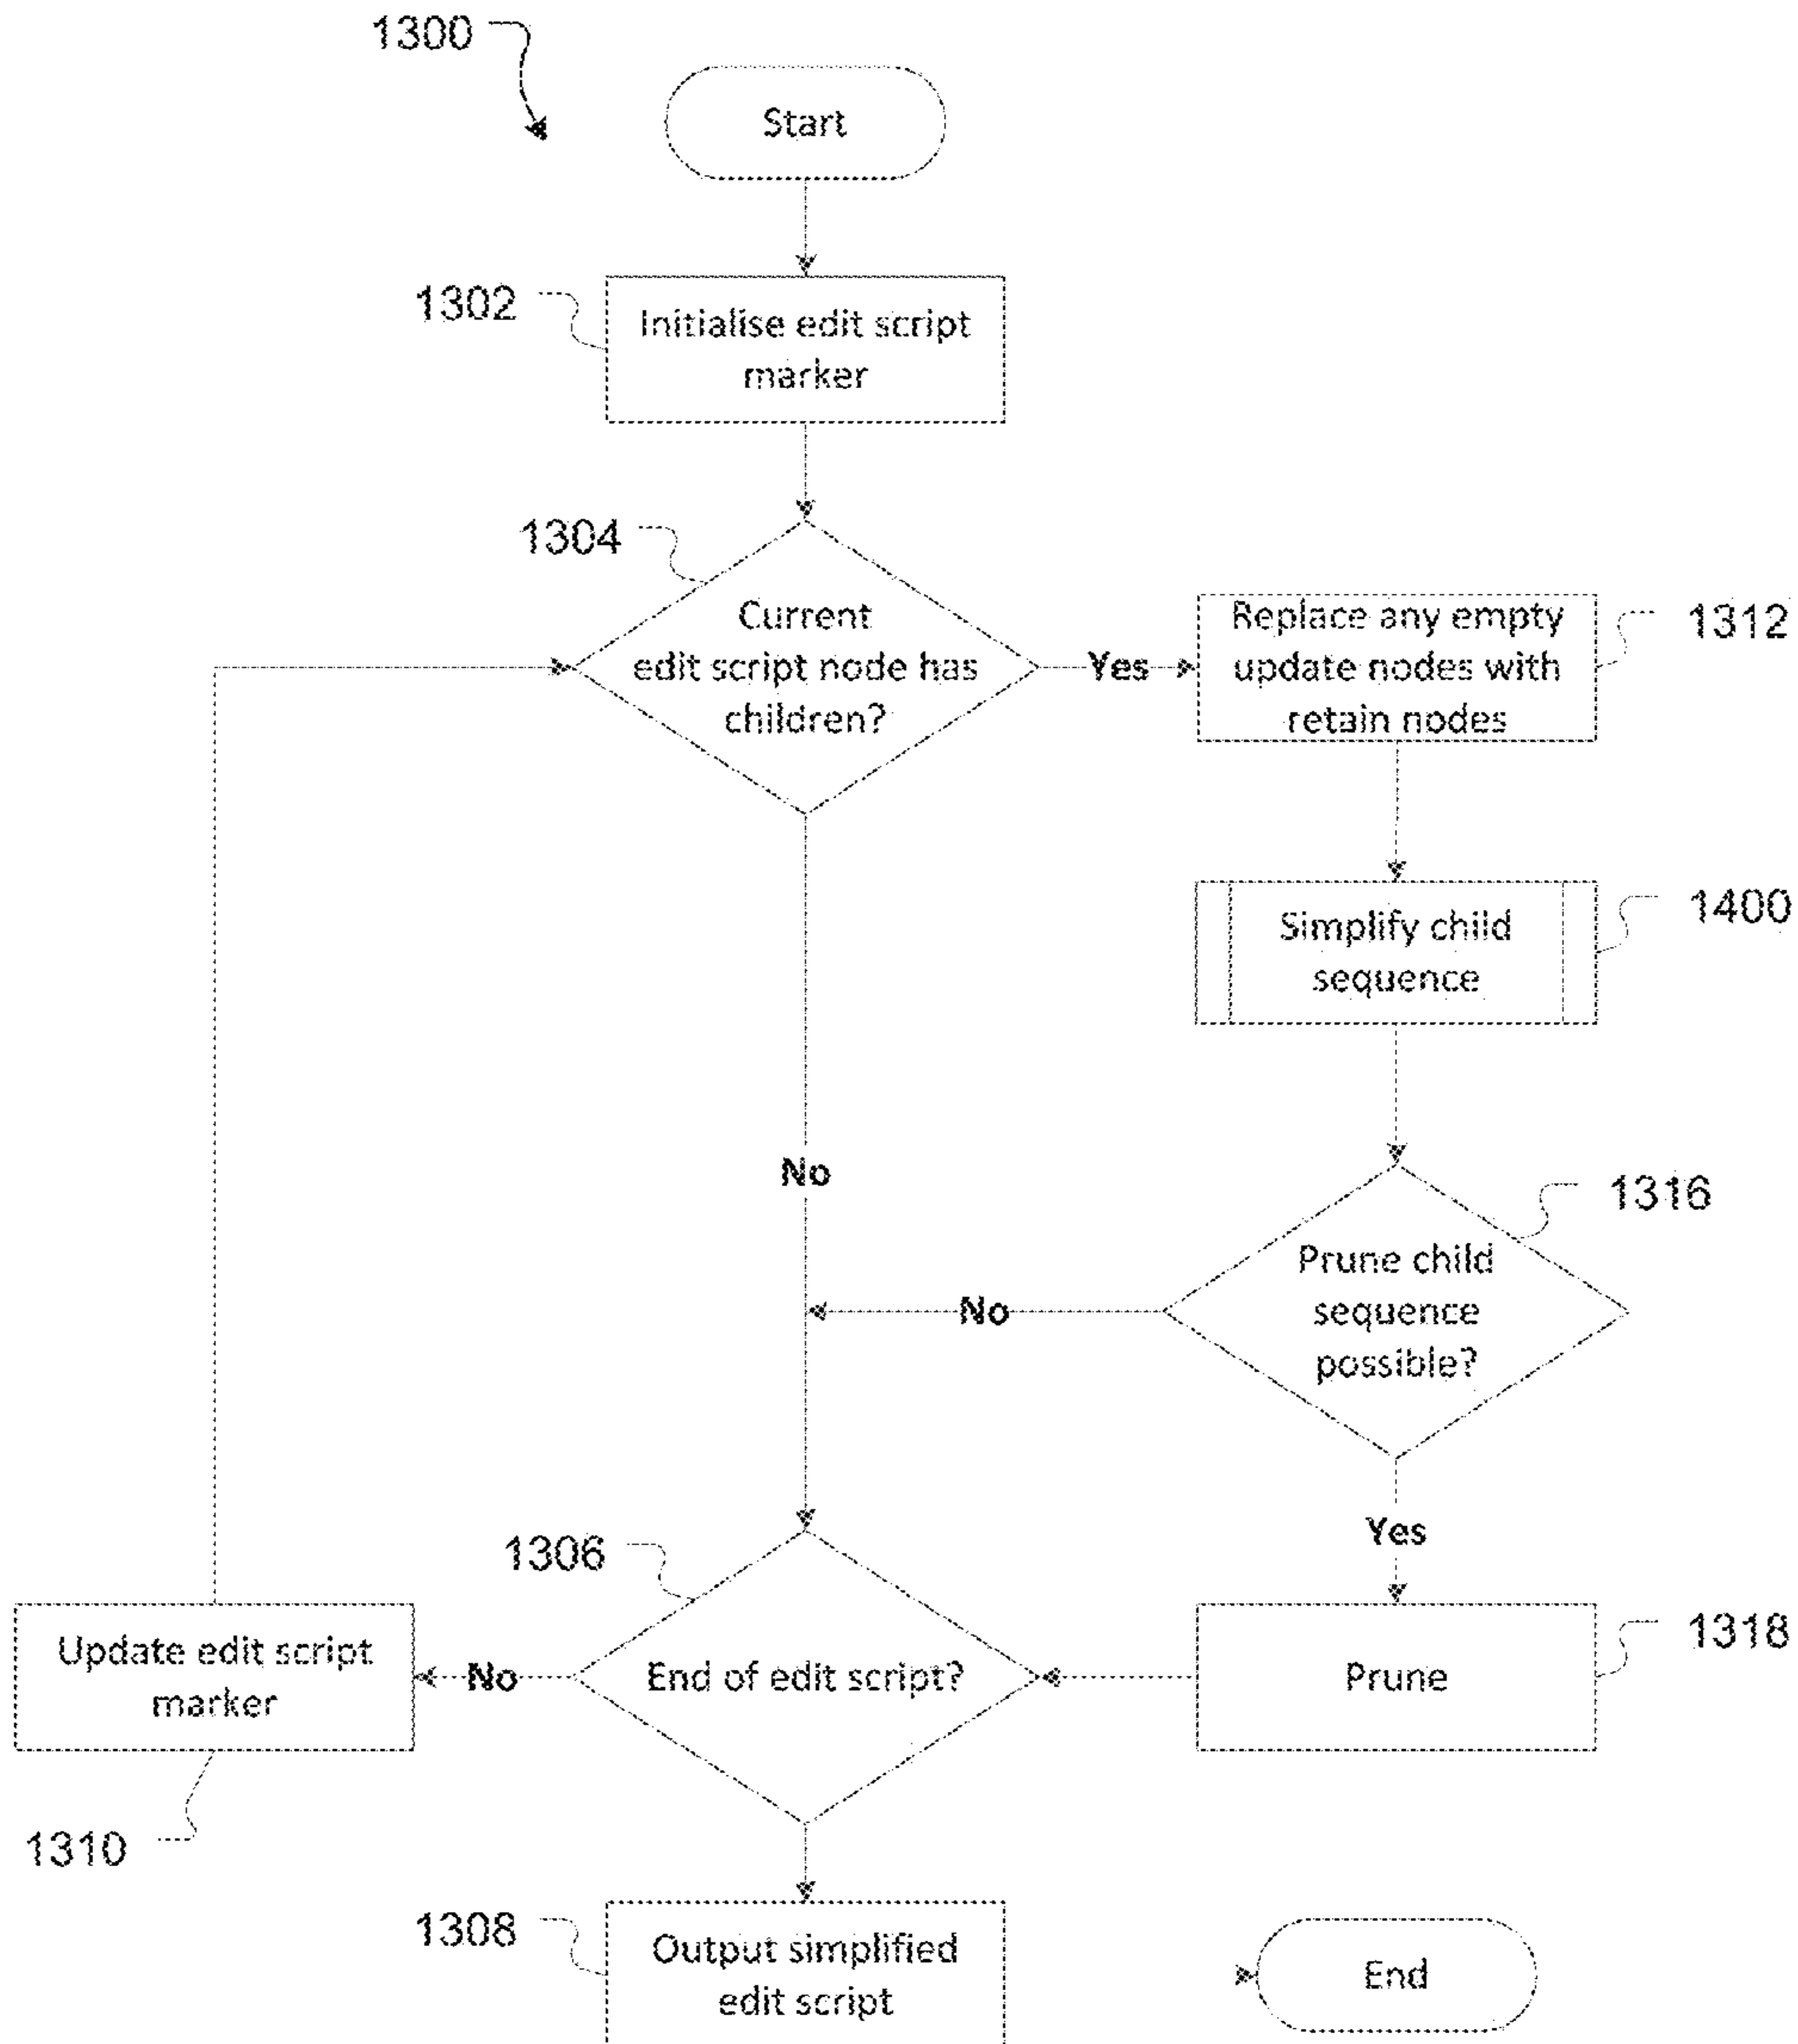 1300
Start
1302
Initialise edit script
marker
1304
Current
edit script node has
children?
Yes
Replace any empty
update nodes with
retain nodes
1312
Simplify child
sequence
1400
No
1316
Prune child
sequence
possible?
No
Yes
1306
End of edit script?
No
Update edit script
marker
1310
Prune
1318
1308
Output simplified
edit script
End